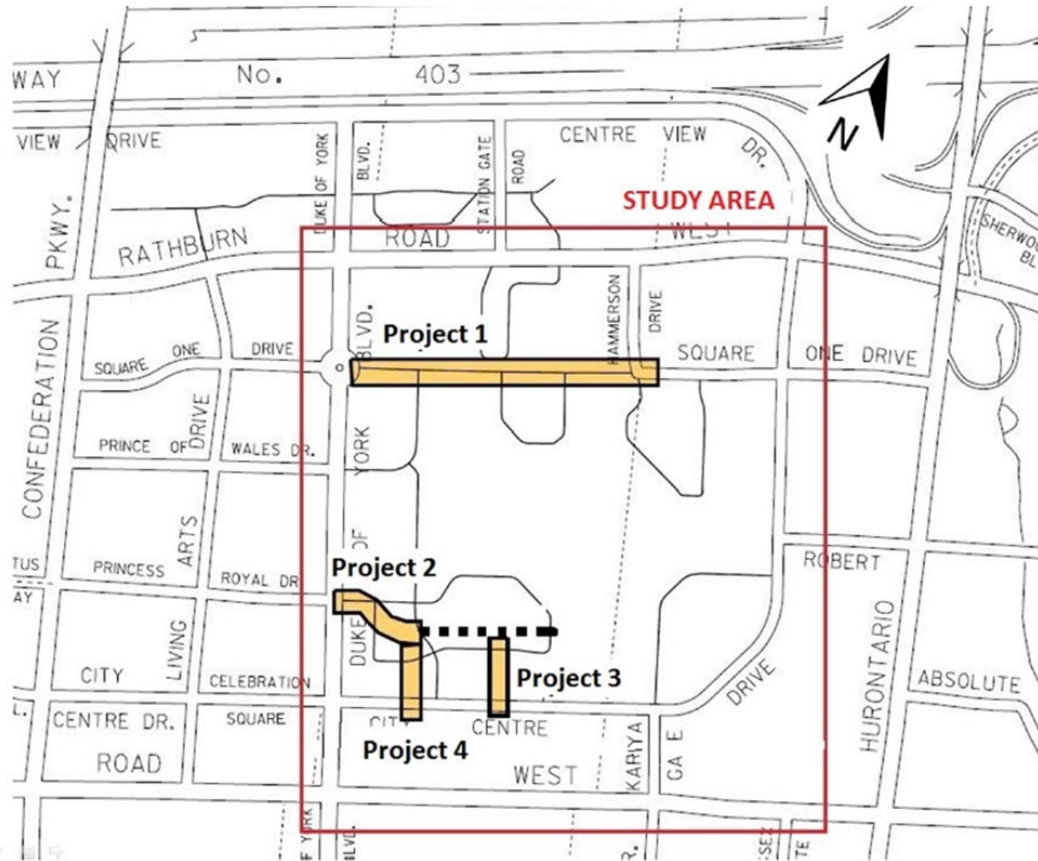 WAY No. 403
VIEW DRIVE
DUKE OF YORK
BLVD.
STATION GATE
ROAD
CENTRE VIEW
DR.
N
STUDY AREA
CONFEDERATION PKWY.
RATHBURN ROAD WEST
SHERWOO
BL
HAMMERSON
DRIVE
BLVD.
Project 1
SQUARE ONE DRIVE
SQUARE ONE DRIVE
PRINCE OF WALES DR.
LIVING ARTS DRIVE
DUKE OF YORK
Project 2
TUS
AY
PRINCESS ROYAL DR
ROBERT
Project 3
CITY
CELEBRATION
DRIVE
HURONTARIO
ABSOLUTE
L.
CENTRE DR.
SQUARE
CITY CENTRE
Project 4
ROAD WEST
KARIYA
GA E
F YORK
BLVD.
R.
SEX
TE